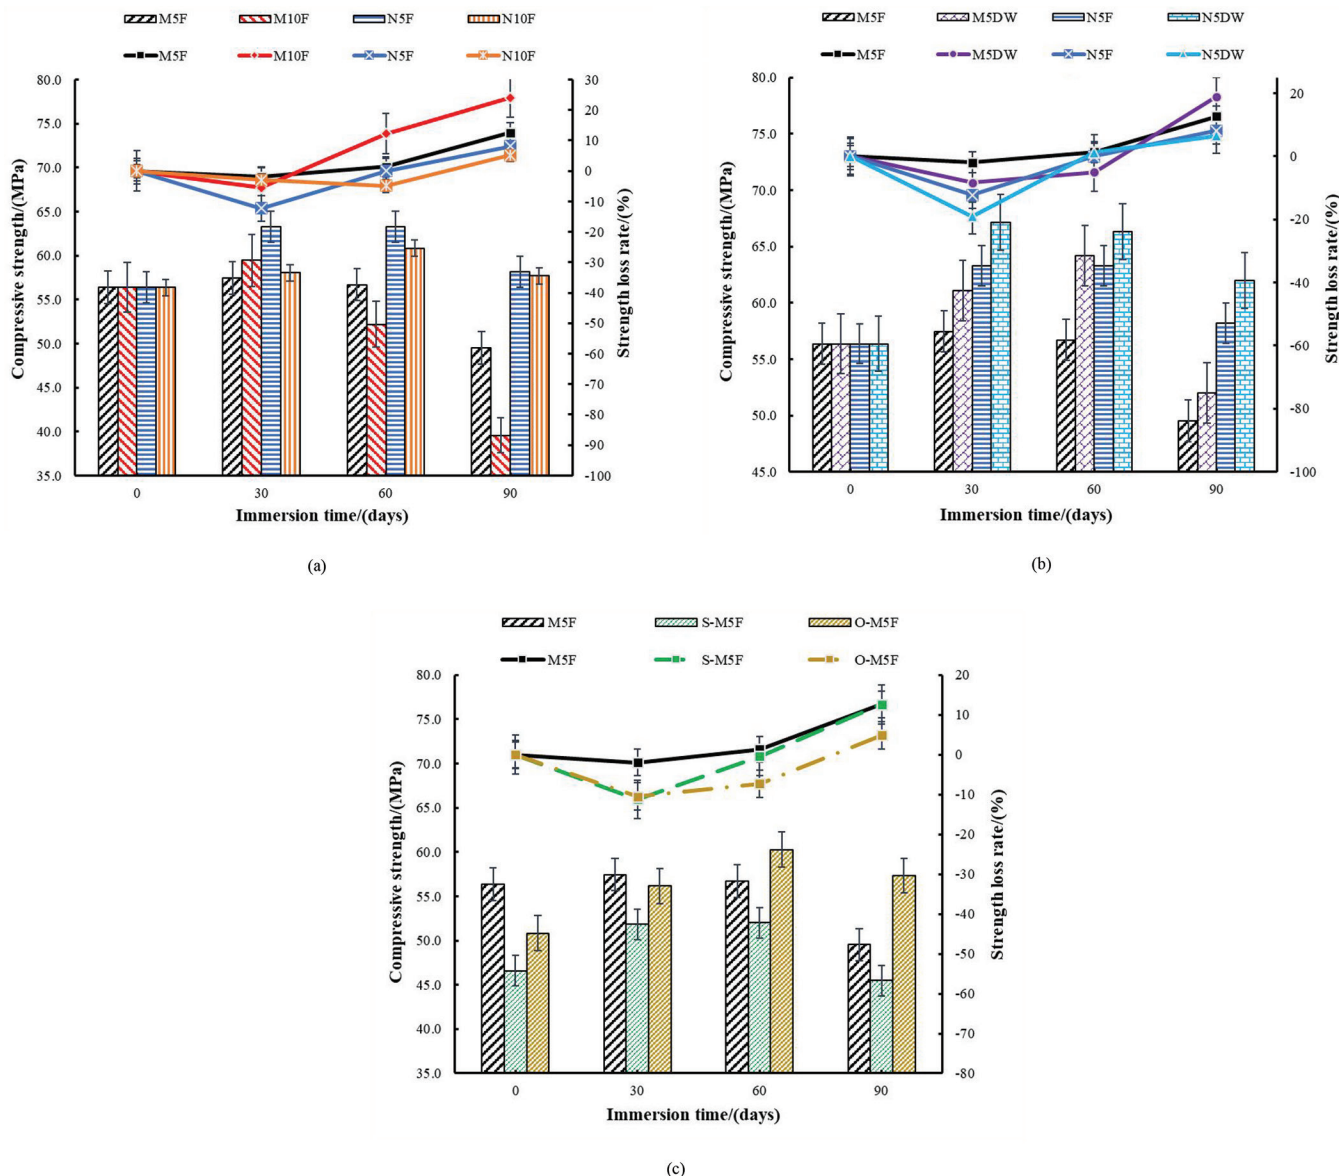 M5F M10F N5F N10F
M5F M10F N5F N10F
80.0 30
75.0 20
70.0 10
65.0 0
60.0 -10
55.0 -20
50.0 -30
45.0 -40
40.0 -50
35.0 -60
-70
-80
-90
-100
Compressive strength/(MPa)
Strength loss rate/(%)
0 30 60 90
Immersion time/(days)
(a)
M5F M5DW N5F N5DW
M5F M5DW N5F N5DW
80.0 20
75.0 0
70.0 -20
65.0 -40
60.0 -60
55.0 -80
50.0 -100
45.0
Compressive strength/(MPa)
Strength loss rate/(%)
0 30 60 90
Immersion time/(days)
(b)
M5F S-M5F O-M5F
M5F S-M5F O-M5F
80.0 20
75.0 10
70.0 0
65.0 -10
60.0 -20
55.0 -30
50.0 -40
45.0 -50
40.0 -60
35.0 -70
-80
Compressive strength/(MPa)
Strength loss rate/(%)
0 30 60 90
Immersion time/(days)
(c)